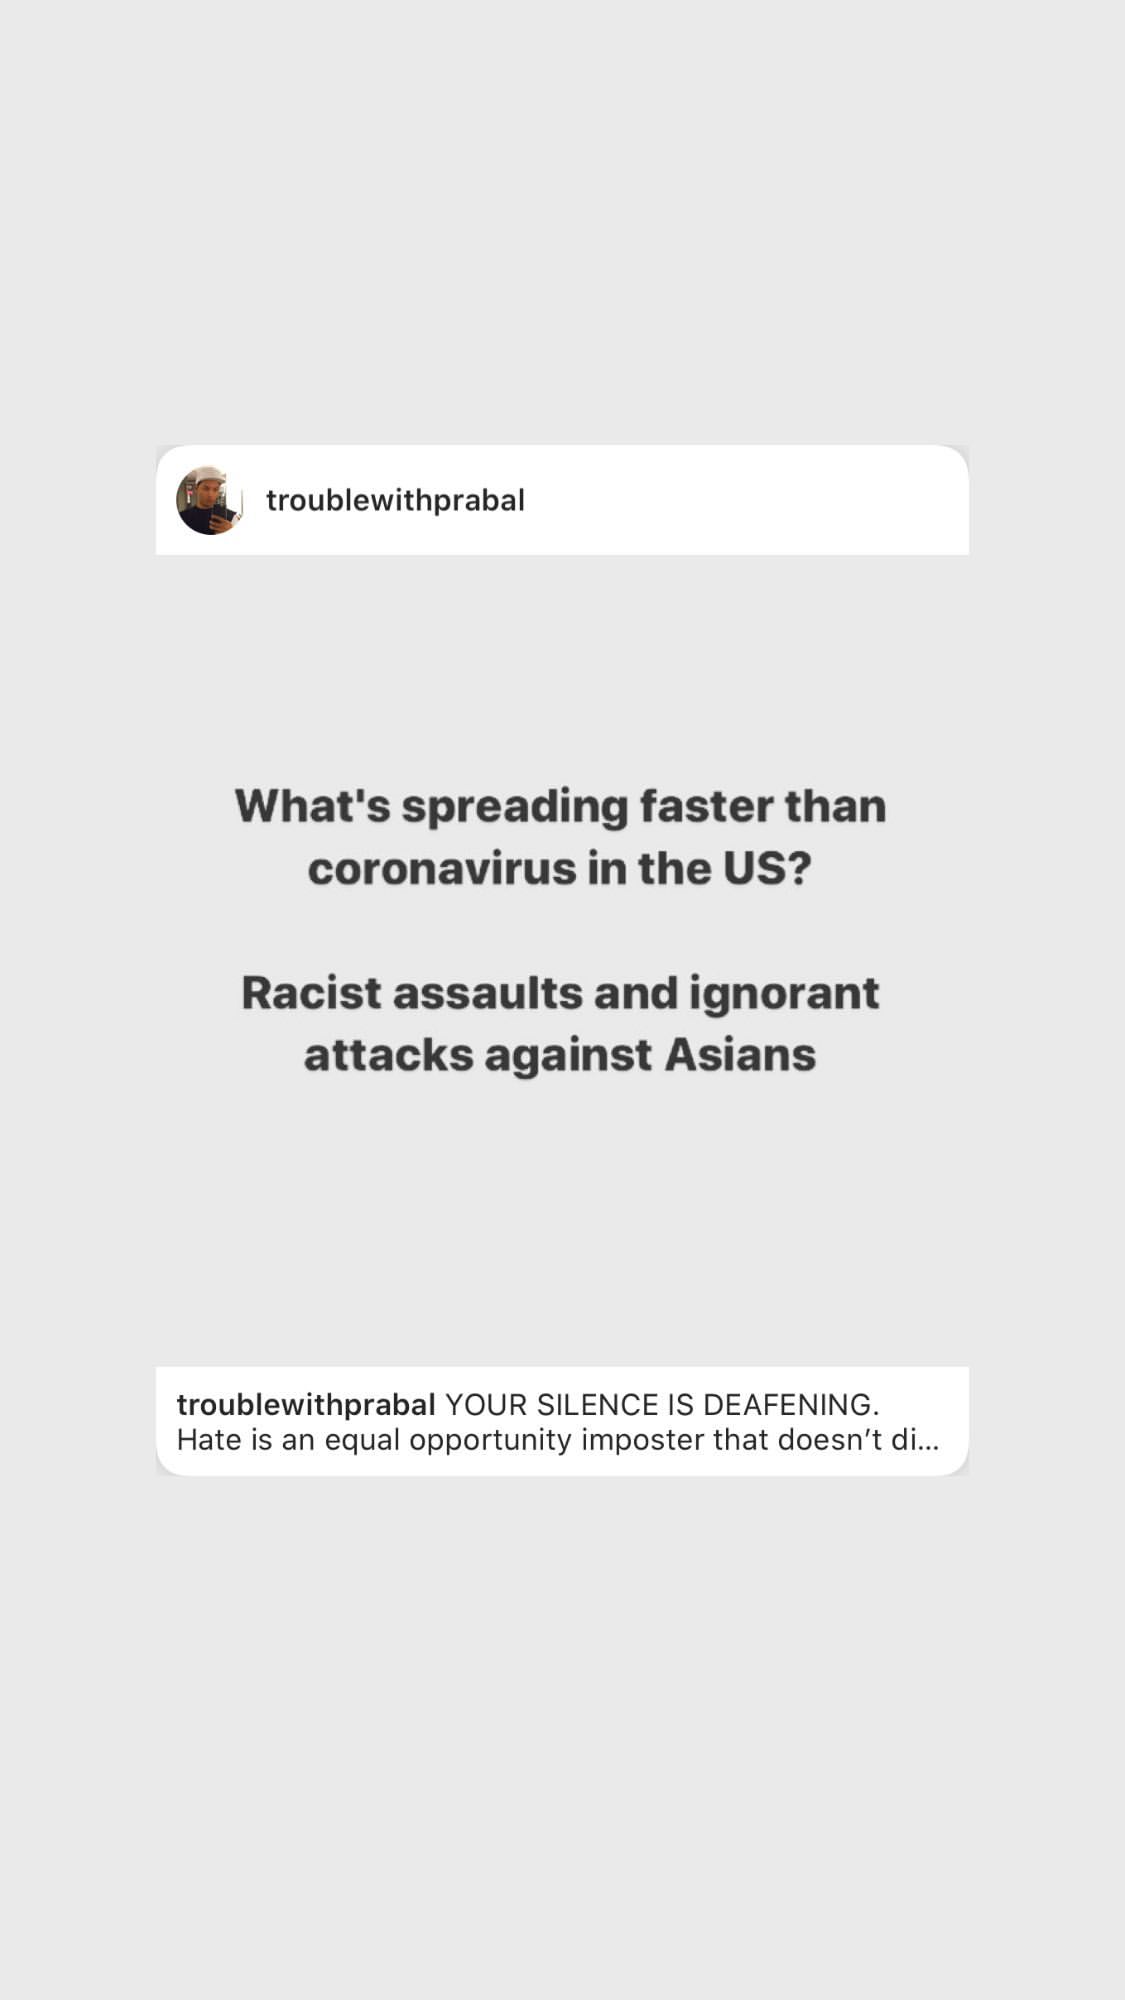 troublewithprabal
What's spreading faster than
coronavirus in the US?
Racist assaults and ignorant
attacks against Asians
troublewithprabal YOUR SILENCE IS DEAFENING.
Hate is an equal opportunity imposter that doesn’t di...